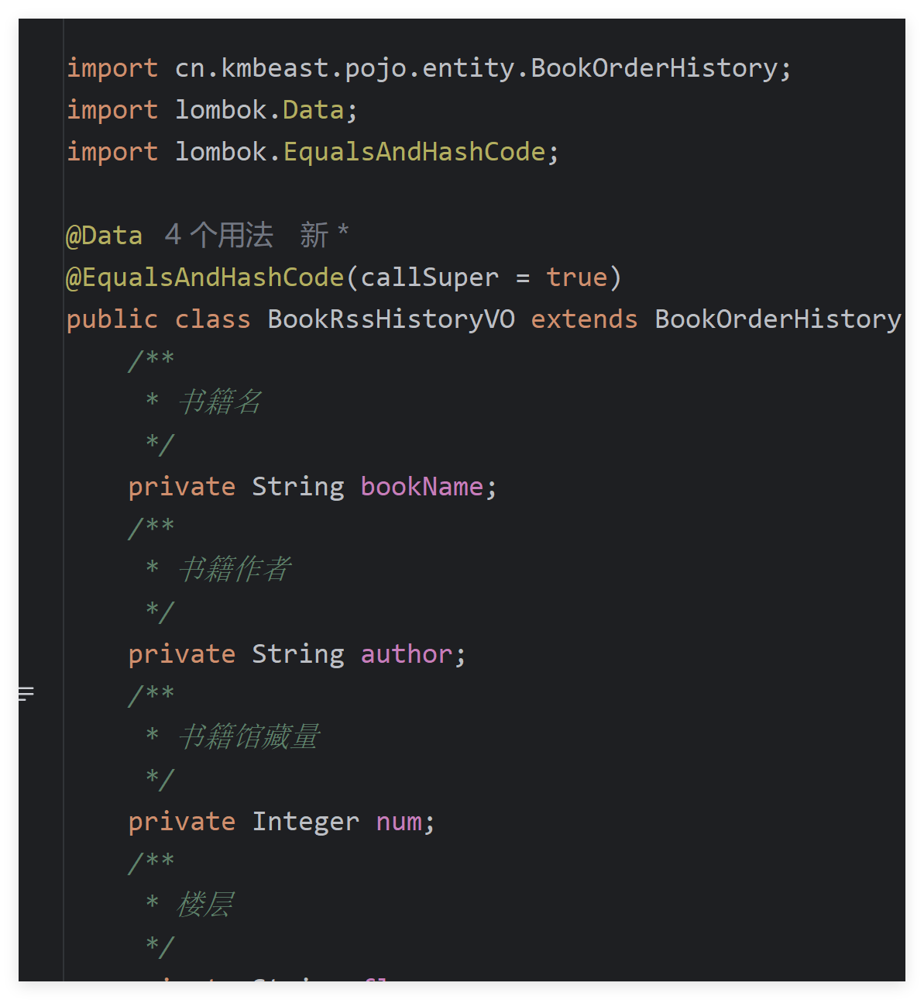 import cn.kmbeast.pojo.entity.BookOrderHistory;
import lombok.Data;
import lombok.EqualsAndHashCode;
@Data 4 个用法 新 *
@EqualsAndHashCode(callSuper = true)
public class BookRssHistoryVO extends BookOrderHistory
/**
* 书籍名
*/
private String bookName;
/**
* 书籍作者
*/
private String author;
/**
* 书籍馆藏量
*/
private Integer num;
/**
* 楼层
*/